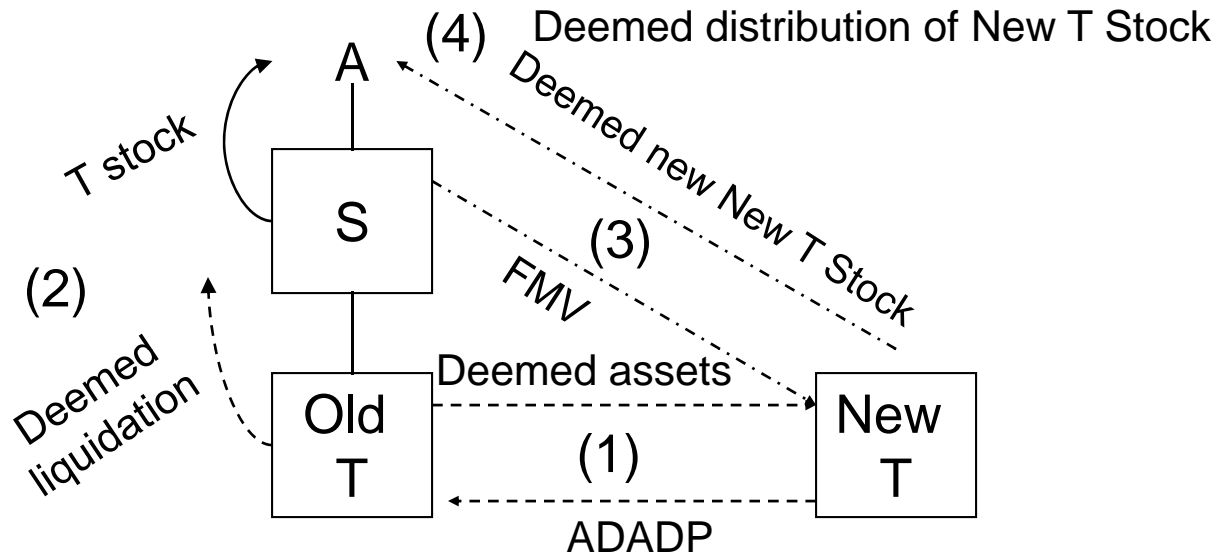 (4) Deemed distribution of New T Stock
A
Deemed new New T Stock
T stock
S
(3)
FMV
(2)
Deemed
liquidation
Deemed assets
Old
T
New
T
(1)
ADADP